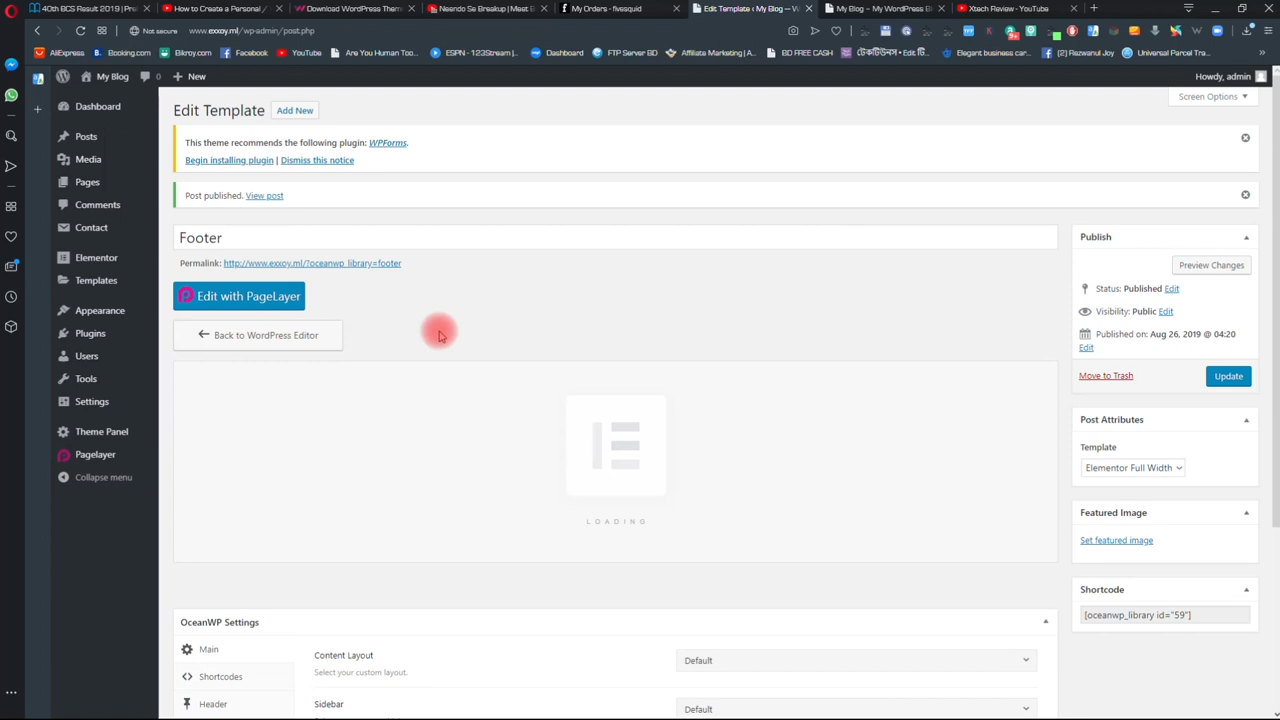 40th BCS Result 2019 | Prel
How to Create a Personal /
Download WordPress Them
Neendo Se Breakup | Meet E
My Orders - fivesquid
Edit Template ‹ My Blog — W
My Blog – My WordPress B
Xtech Review - YouTube
Not secure
www.exxoy.ml/wp-admin/post.php
AliExpress
Booking.com
Bilkroy.com
Facebook
YouTube
Are You Human Too...
ESPN - 123Stream |...
Dashboard
FTP Server BD
Affiliate Marketing /...
BD FREE DAIGH
Elegant business car...
(2) Rezwanul Joy
Universal Parcel Tra...
My Blog
0
New
Howdy, admin
Dashboard
Posts
Media
Pages
Comments
Contact
Elementor
Templates
Appearance
Plugins
Users
Tools
Settings
Theme Panel
Pagelayer
Collapse menu
Screen Options
Edit Template
Add New
This theme recommends the following plugin: WPForms.
Begin installing plugin | Dismiss this notice
Post published. View post
Footer
Permalink: http://www.exxoy.ml/?oceanwp_library=footer
Edit with PageLayer
Back to WordPress Editor
LOADING
OceanWP Settings
Main
Shortcodes
Header
Content Layout
Select your custom layout.
Default
Sidebar
Default
Publish
Preview Changes
Status: Published Edit
Visibility: Public Edit
Published on: Aug 26, 2019 @ 04:20
Edit
Move to Trash
Update
Post Attributes
Template
Elementor Full Width
Featured Image
Set featured image
Shortcode
[oceanwp_library id="59"]